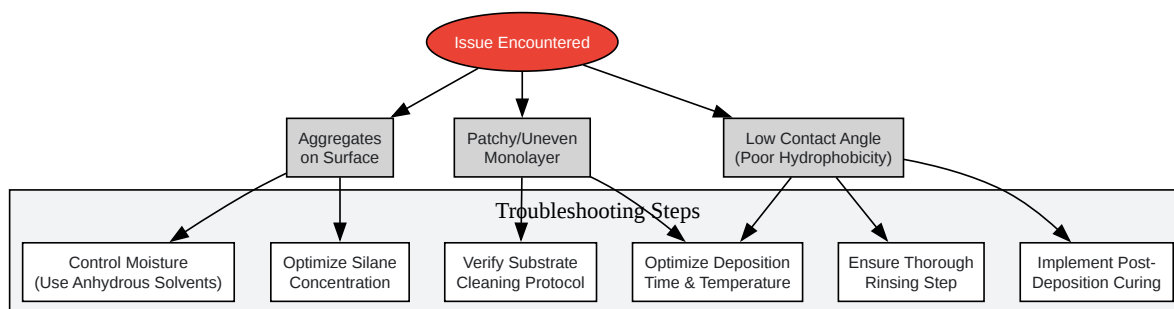 Issue Encountered
Aggregates
on Surface
Patchy/Uneven
Monolayer
Low Contact Angle
(Poor Hydrophobicity)
Troubleshooting Steps
Control Moisture
(Use Anhydrous Solvents)
Optimize Silane
Concentration
Verify Substrate
Cleaning Protocol
Optimize Deposition
Time & Temperature
Ensure Thorough
Rinsing Step
Implement Post-
Deposition Curing